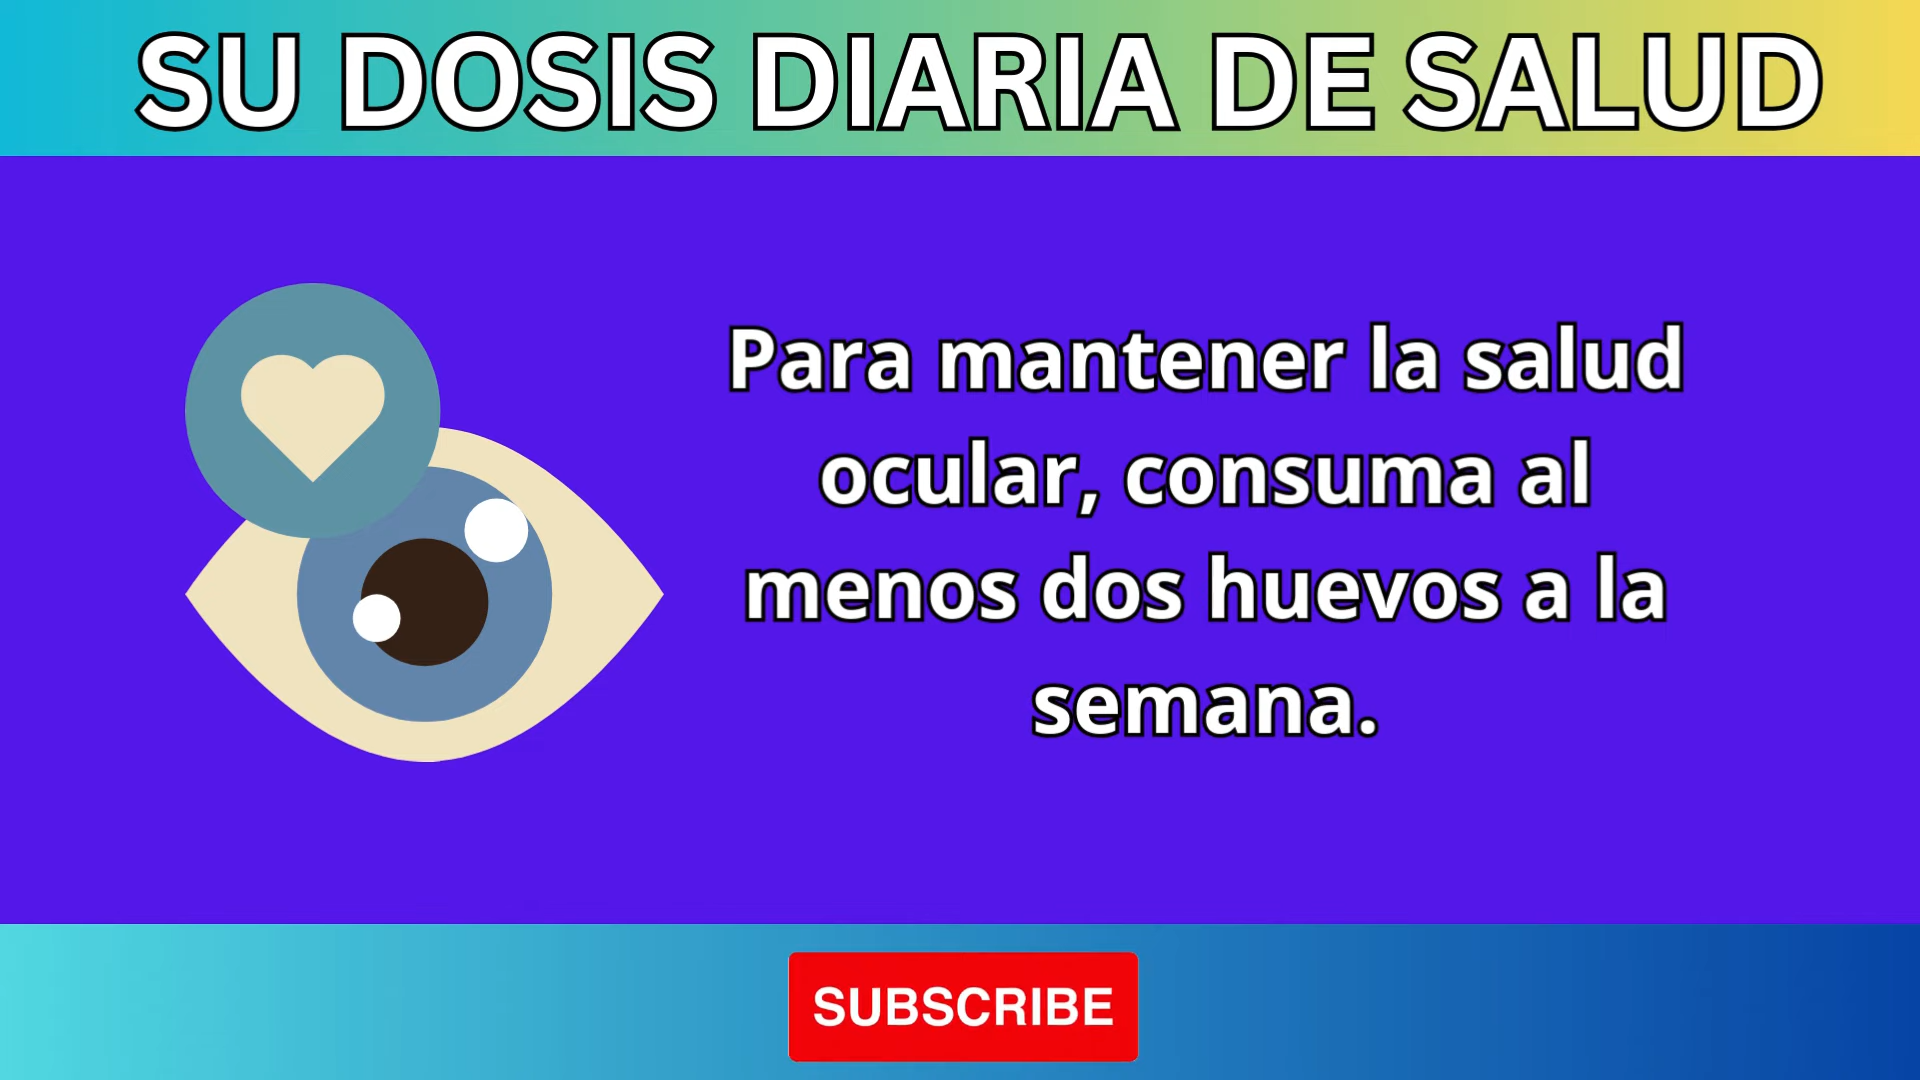 SU DOSIS DIARIA DE SALUD
Para mantener la salud
ocular, consuma al
menos dos huevos a la
semana.
SUBSCRIBE